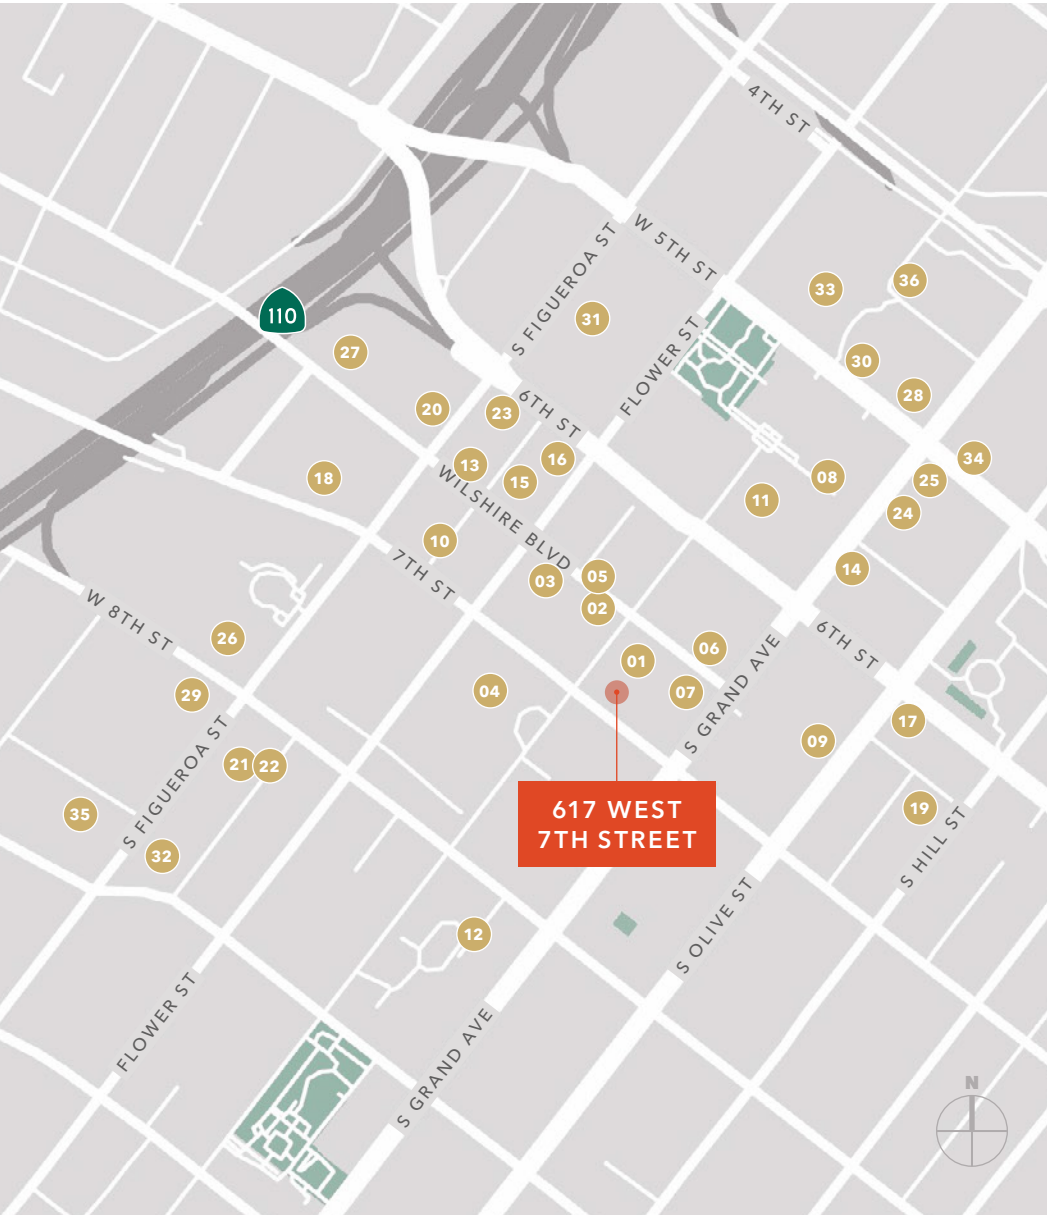 4TH ST
W 5TH ST
S FIGUEROA ST
36
33
110
31
FLOWER ST
27
30
28
20
23
6TH ST
16
34
13
18
15
08
25
11
24
WILSHIRE BLVD
10
7TH ST
03
05
14
02
W 8TH ST
26
06
6TH ST
01
04
07
29
S GRAND AVE
17
09
21
22
S FIGUEROA ST
617 WEST
7TH STREET
35
19
32
S HILL ST
S OLIVE ST
12
FLOWER ST
S GRAND AVE
N